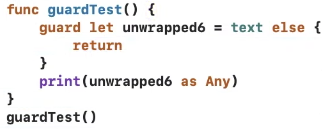 func guardTest() {
    guard let unwrapped6 = text else {
        return
    }
    print(unwrapped6 as Any)
}
guardTest()